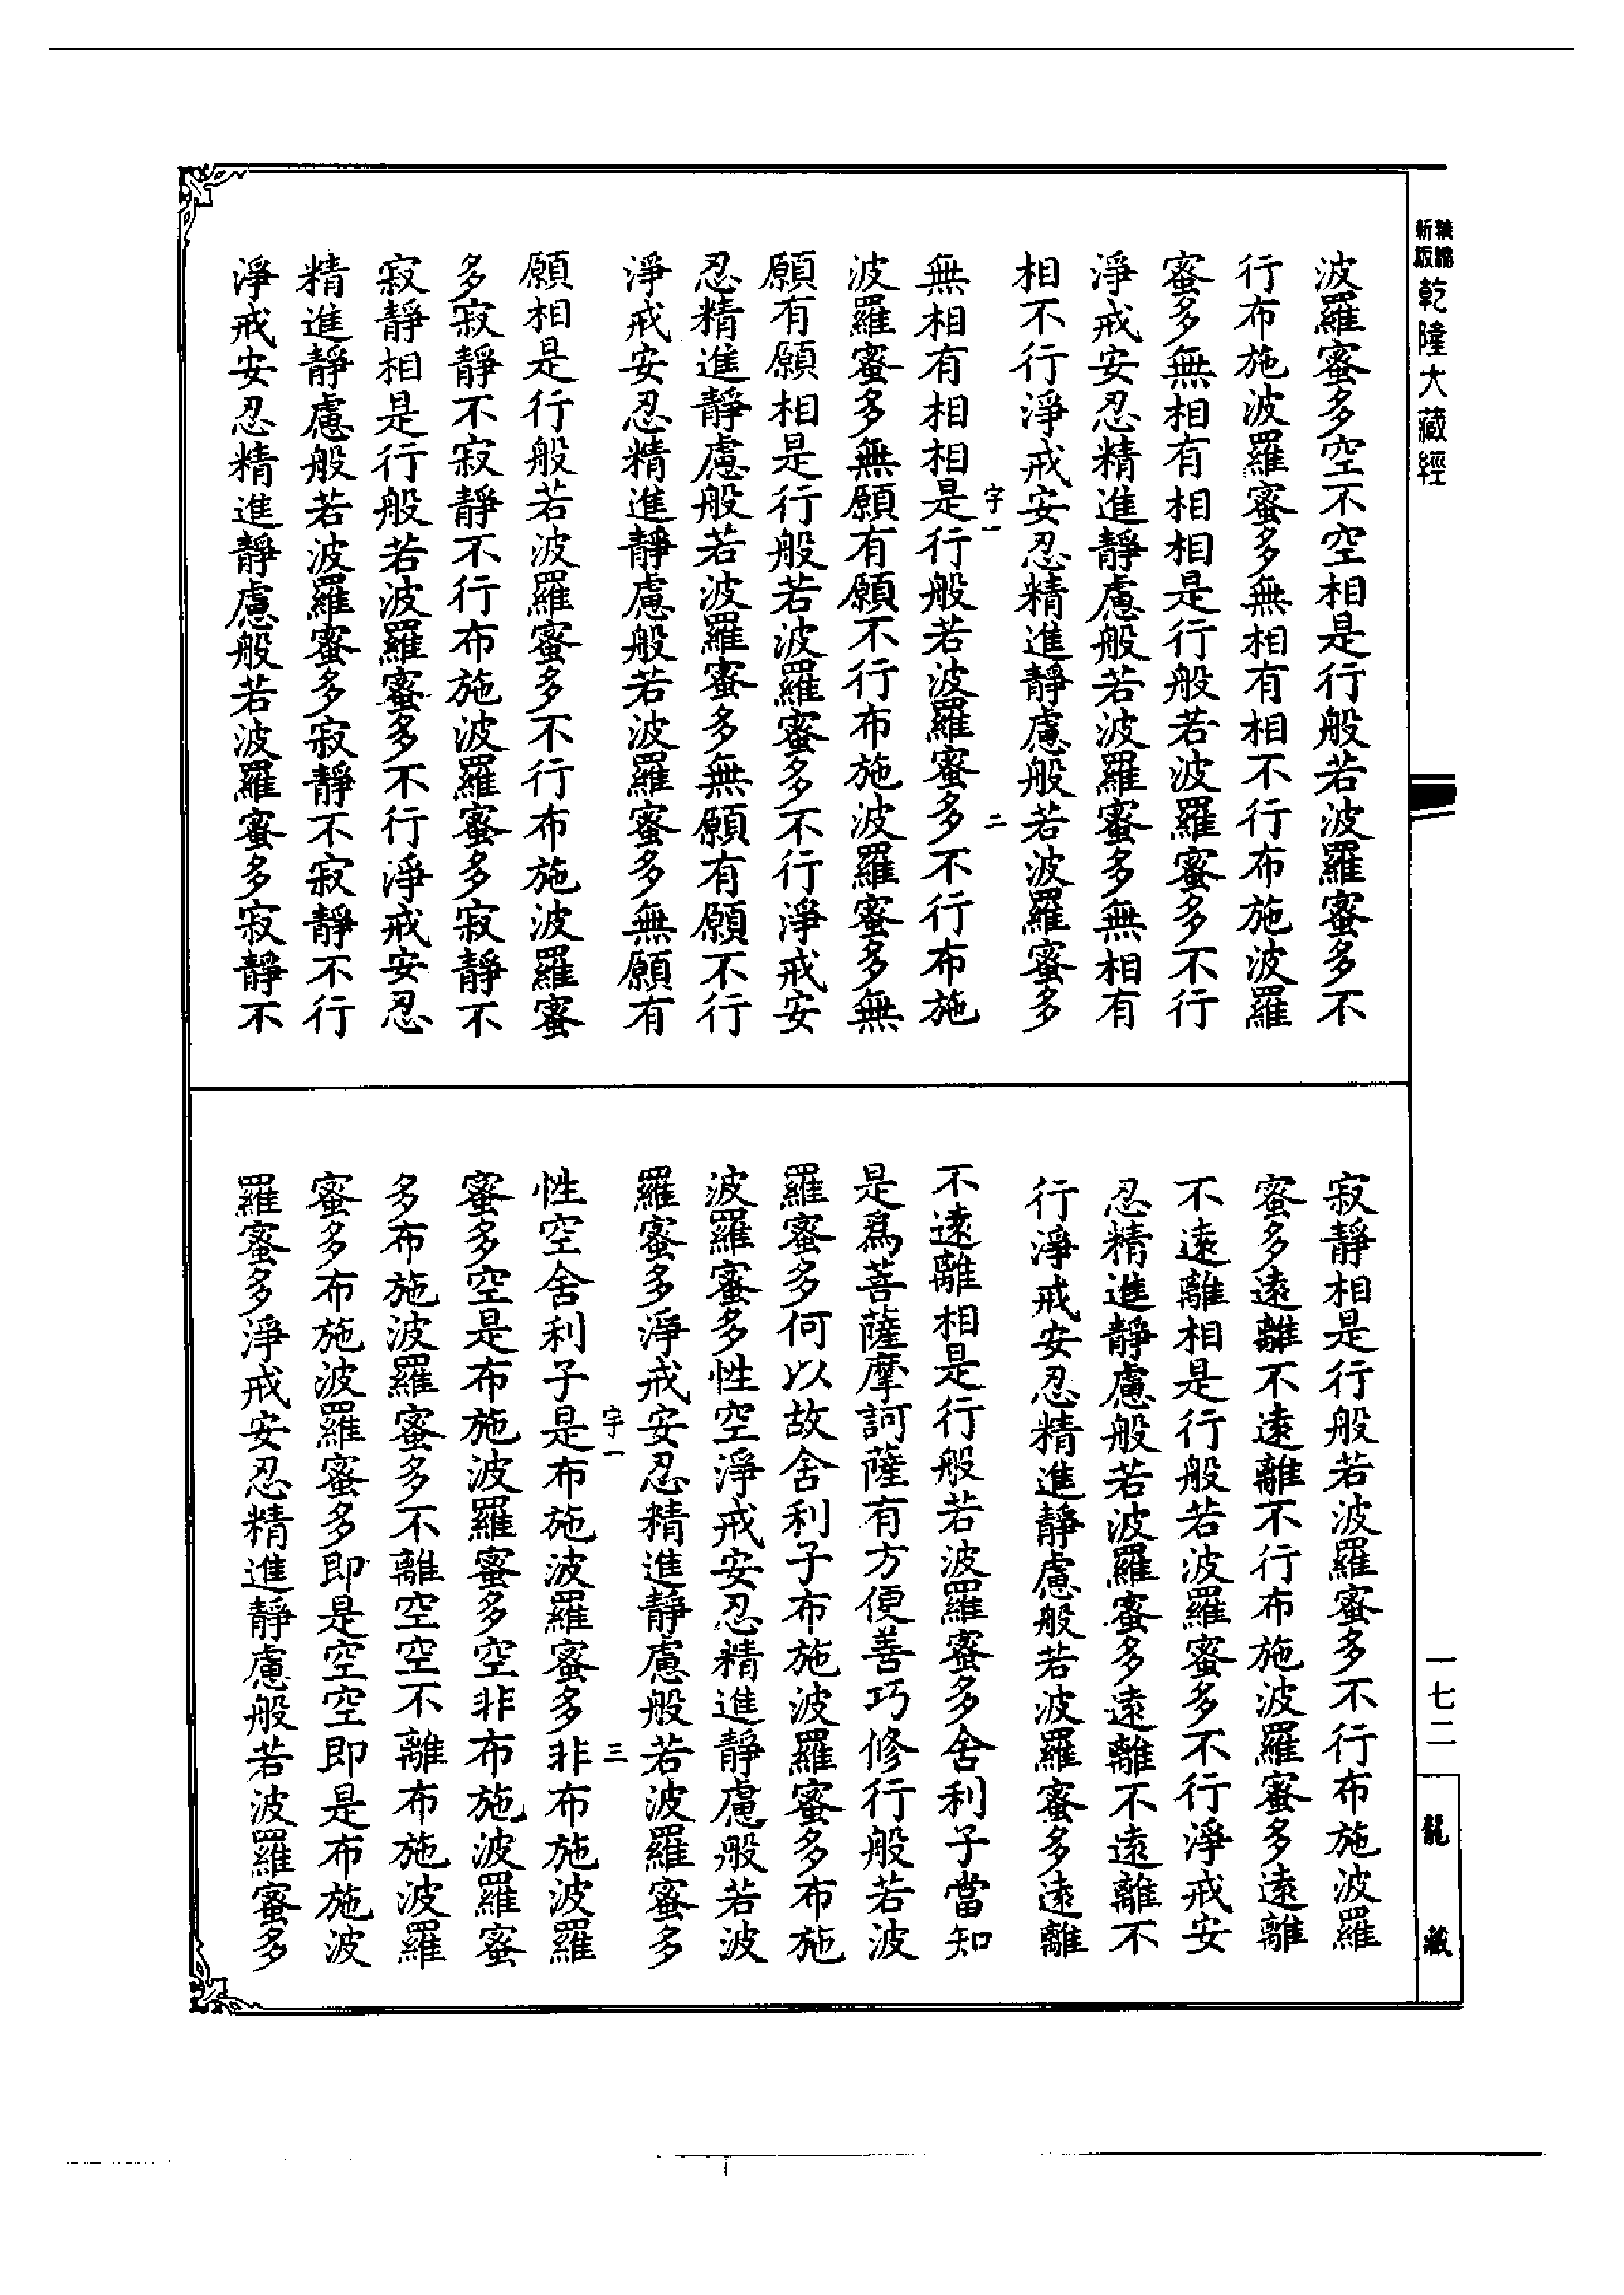 新編
縮版
乾隆大藏經
波羅蜜多空不空相是行般若波羅蜜多不
行布施波羅蜜多無相有相不行布施波羅
蜜多無相有相相是行般若波羅蜜多不行
淨戒安忍精進靜慮般若波羅蜜多無相有
相不行淨戒安忍精進靜慮般若波羅蜜多
字一 二
無相有相相是行般若波羅蜜多不行布施
波羅蜜多無願有願不行布施波羅蜜多無
願有願相是行般若波羅蜜多不行淨戒安
忍精進靜慮般若波羅蜜多無願有願不行
淨戒安忍精進靜慮般若波羅蜜多無願有
願相是行般若波羅蜜多不行布施波羅蜜
多寂靜不寂靜不行布施波羅蜜多寂靜不
寂靜相是行般若波羅蜜多不行淨戒安忍
精進靜慮般若波羅蜜多寂靜不寂靜不行
淨戒安忍精進靜慮般若波羅蜜多寂靜不
寂靜相是行般若波羅蜜多不行布施波羅
蜜多遠離不遠離不行布施波羅蜜多遠離
不遠離相是行般若波羅蜜多不行淨戒安
忍精進靜慮般若波羅蜜多遠離不遠離不
行淨戒安忍精進靜慮般若波羅蜜多遠離
不遠離相是行般若波羅蜜多舍利子當知
是爲菩薩摩訶薩有方便善巧修行般若波
羅蜜多何以故舍利子布施波羅蜜多布施
波羅蜜多性空淨戒安忍精進靜慮般若波
羅蜜多淨戒安忍精進靜慮般若波羅蜜多
字一 三
性空舍利子是布施波羅蜜多非布施波羅
蜜多空是布施波羅蜜多空非布施波羅蜜
多布施波羅蜜多不離空空不離布施波羅
蜜多布施波羅蜜多即是空空即是布施波
羅蜜多淨戒安忍精進靜慮般若波羅蜜多
一七二
龍藏